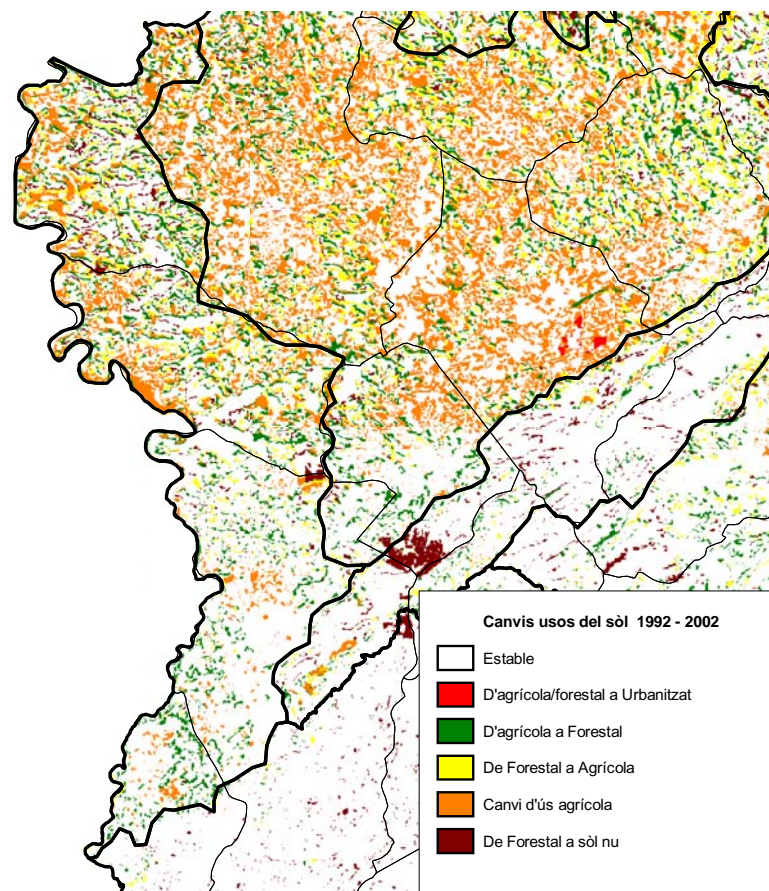 Canvis usos del sòl 1992 - 2002
Estable
D'agrícola/forestal a Urbanitzat
D'agrícola a Forestal
De Forestal a Agrícola
Canvi d'ús agrícola
De Forestal a sòl nu